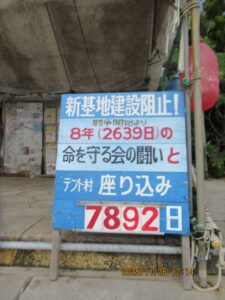 新基地建設阻止!
闘争開始より
8年(2639日)の
命を守る会の闘いと
テント村 座り込み
7892日